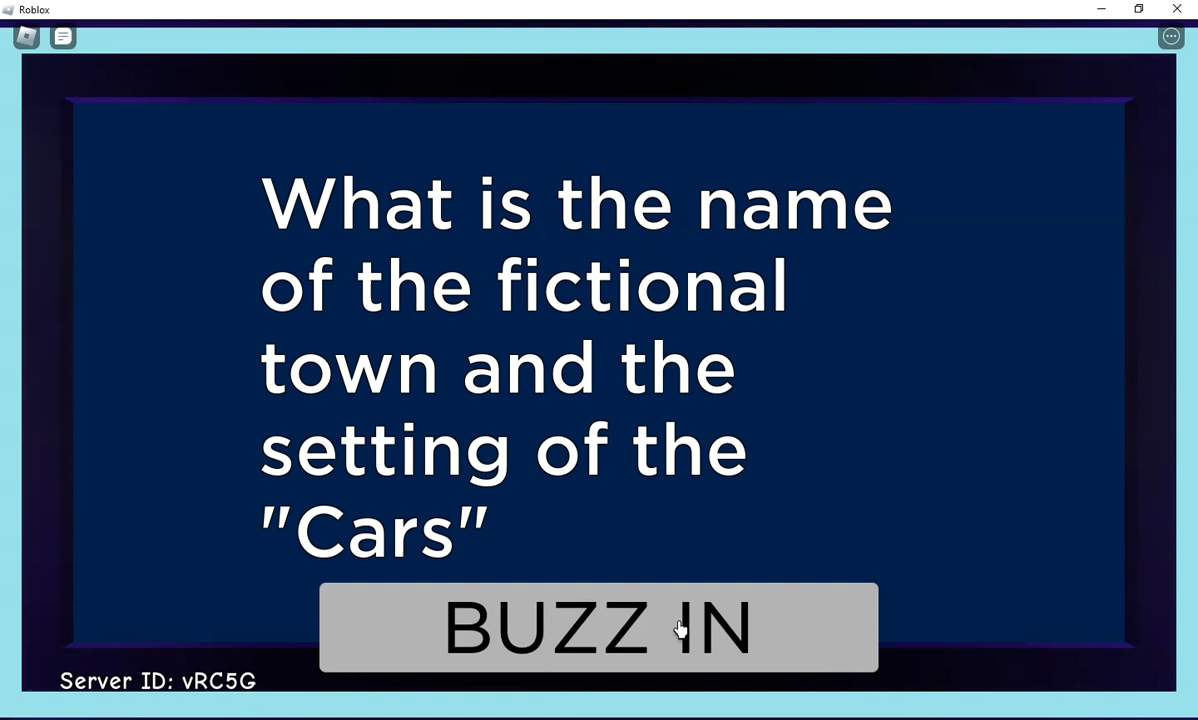 Roblox
What is the name
of the fictional
town and the
setting of the
"Cars"
BUZZ IN
Server ID: vRC5G